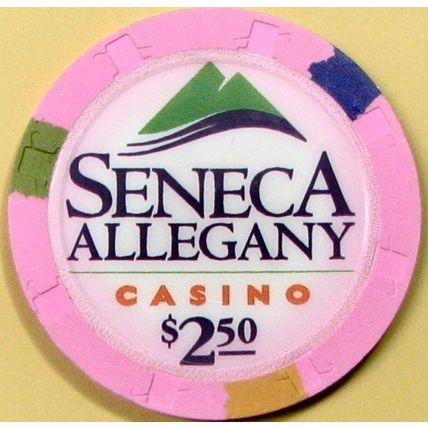 SENECA
ALLEGANY
CASINO
$2.50